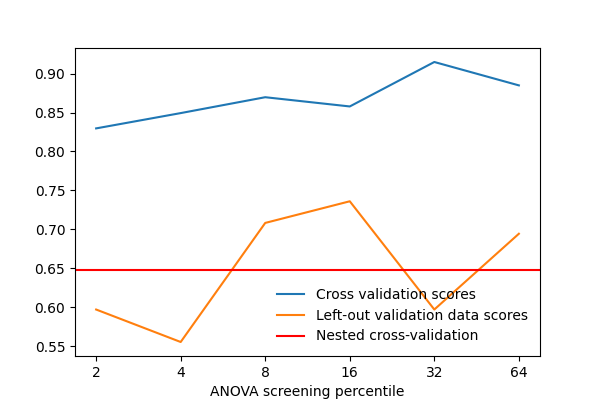 0.90
0.85
0.80
0.75
0.70
0.65
0.60
0.55
Cross validation scores
Left-out validation data scores
Nested cross-validation
2 4 8 16 32 64
ANOVA screening percentile